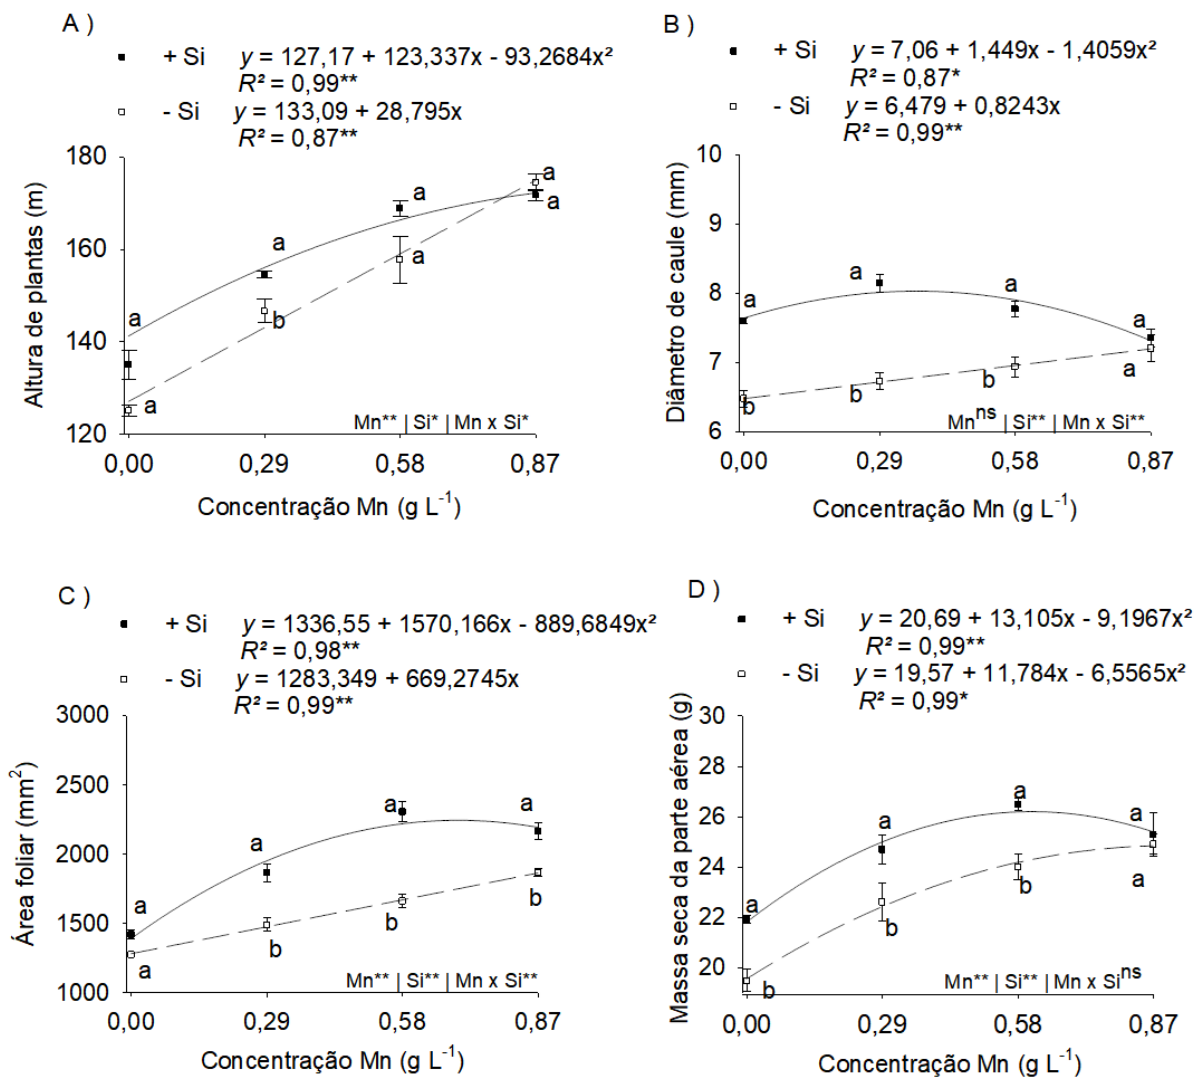 A )
+ Si y = 127,17 + 123,337x - 93,2684x²
R² = 0,99**
- Si y = 133,09 + 28,795x
R² = 0,87**
180
160
140
120
Altura de plantas (m)
a
a
a
a
a
a
b
a
Mn** | Si* | Mn x Si*
0,00 0,29 0,58 0,87
Concentração Mn (g L⁻¹)
B )
+ Si y = 7,06 + 1,449x - 1,4059x²
R² = 0,87*
- Si y = 6,479 + 0,8243x
R² = 0,99**
10
9
8
7
6
Diâmetro de caule (mm)
a
a
a
a
a
b
b
b
Mnⁿˢ | Si** | Mn x Si**
0,00 0,29 0,58 0,87
Concentração Mn (g L⁻¹)
C )
+ Si y = 1336,55 + 1570,166x - 889,6849x²
R² = 0,98**
- Si y = 1283,349 + 669,2745x
R² = 0,99**
3000
2500
2000
1500
1000
Área foliar (mm²)
a
a
a
a
b
b
b
a
Mn** | Si** | Mn x Si**
0,00 0,29 0,58 0,87
Concentração Mn (g L⁻¹)
D )
+ Si y = 20,69 + 13,105x - 9,1967x²
R² = 0,99**
- Si y = 19,57 + 11,784x - 6,5565x²
R² = 0,99*
30
28
26
24
22
20
Massa seca da parte aérea (g)
a
a
a
a
a
b
b
b
Mn** | Si** | Mn x Siⁿˢ
0,00 0,29 0,58 0,87
Concentração Mn (g L⁻¹)